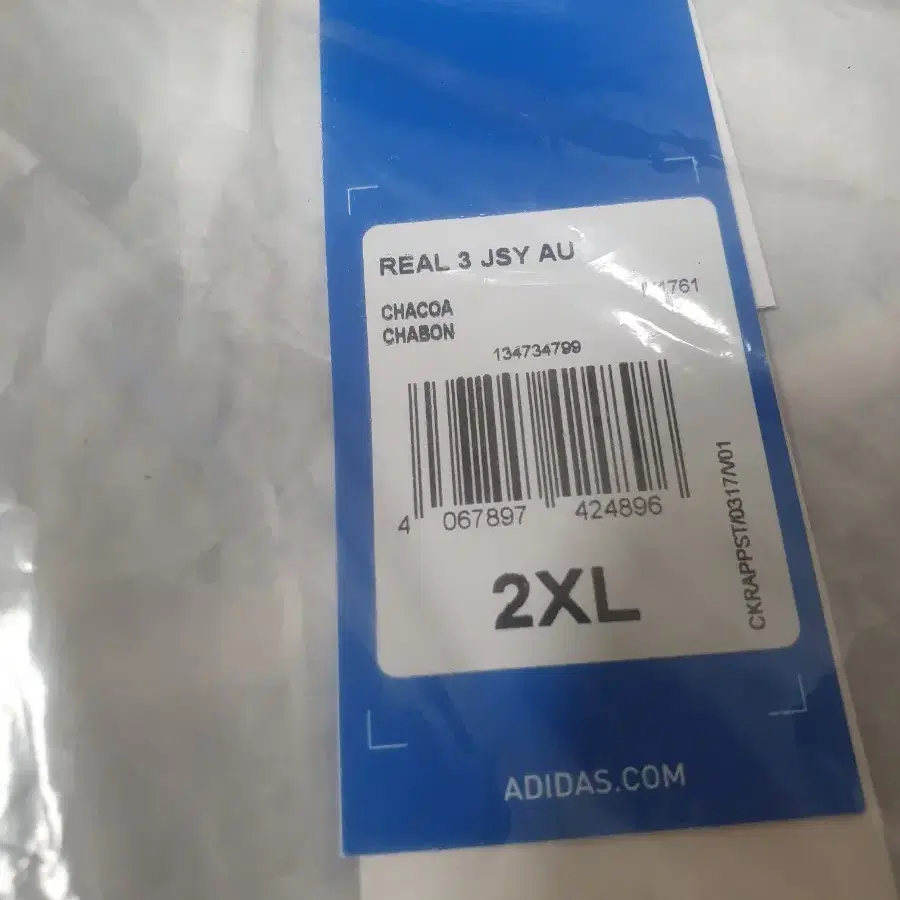 REAL 3 JSY AU
CHACOA
CHABON
134734799
4 067897 424896
2XL
CKRAPPST/0317/V01
ADIDAS.COM